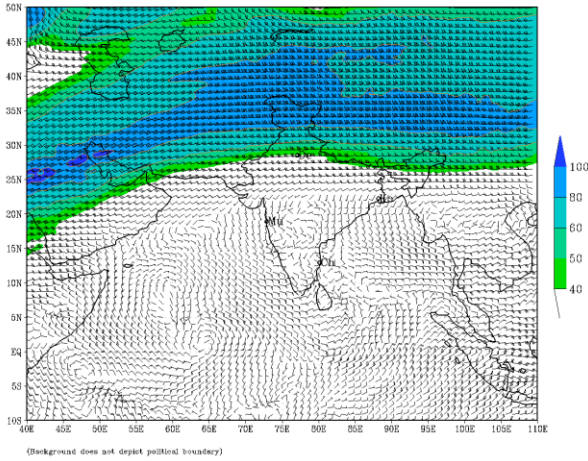 50N
45N
40N
35N
30N
25N
20N
15N
10N
5N
EQ
5S
10S
40E 45E 50E 55E 60E 65E 70E 75E 80E 85E 90E 95E 100E 105E 110E
Mu
Ch
100
80
60
50
40
(Background does not depict political boundary)